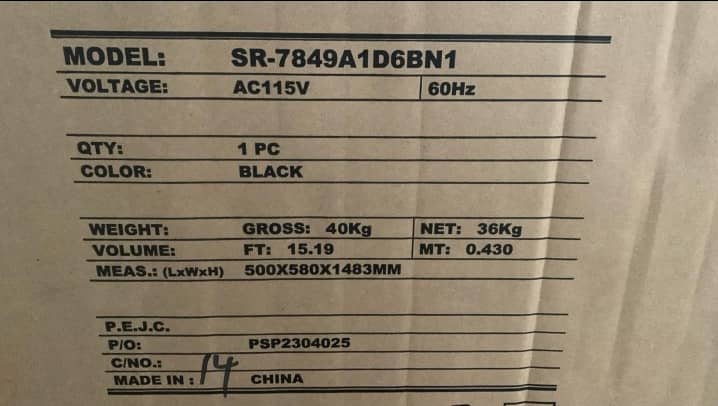 MODEL: SR-7849A1D6BN1
VOLTAGE: AC115V 60Hz
QTY: 1 PC
COLOR: BLACK
WEIGHT: GROSS: 40Kg NET: 36Kg
VOLUME: FT: 15.19 MT: 0.430
MEAS.: (LxWxH) 500X580X1483MM
P.E.J.C.
P/O: PSP2304025
C/NO.: 14
MADE IN : CHINA